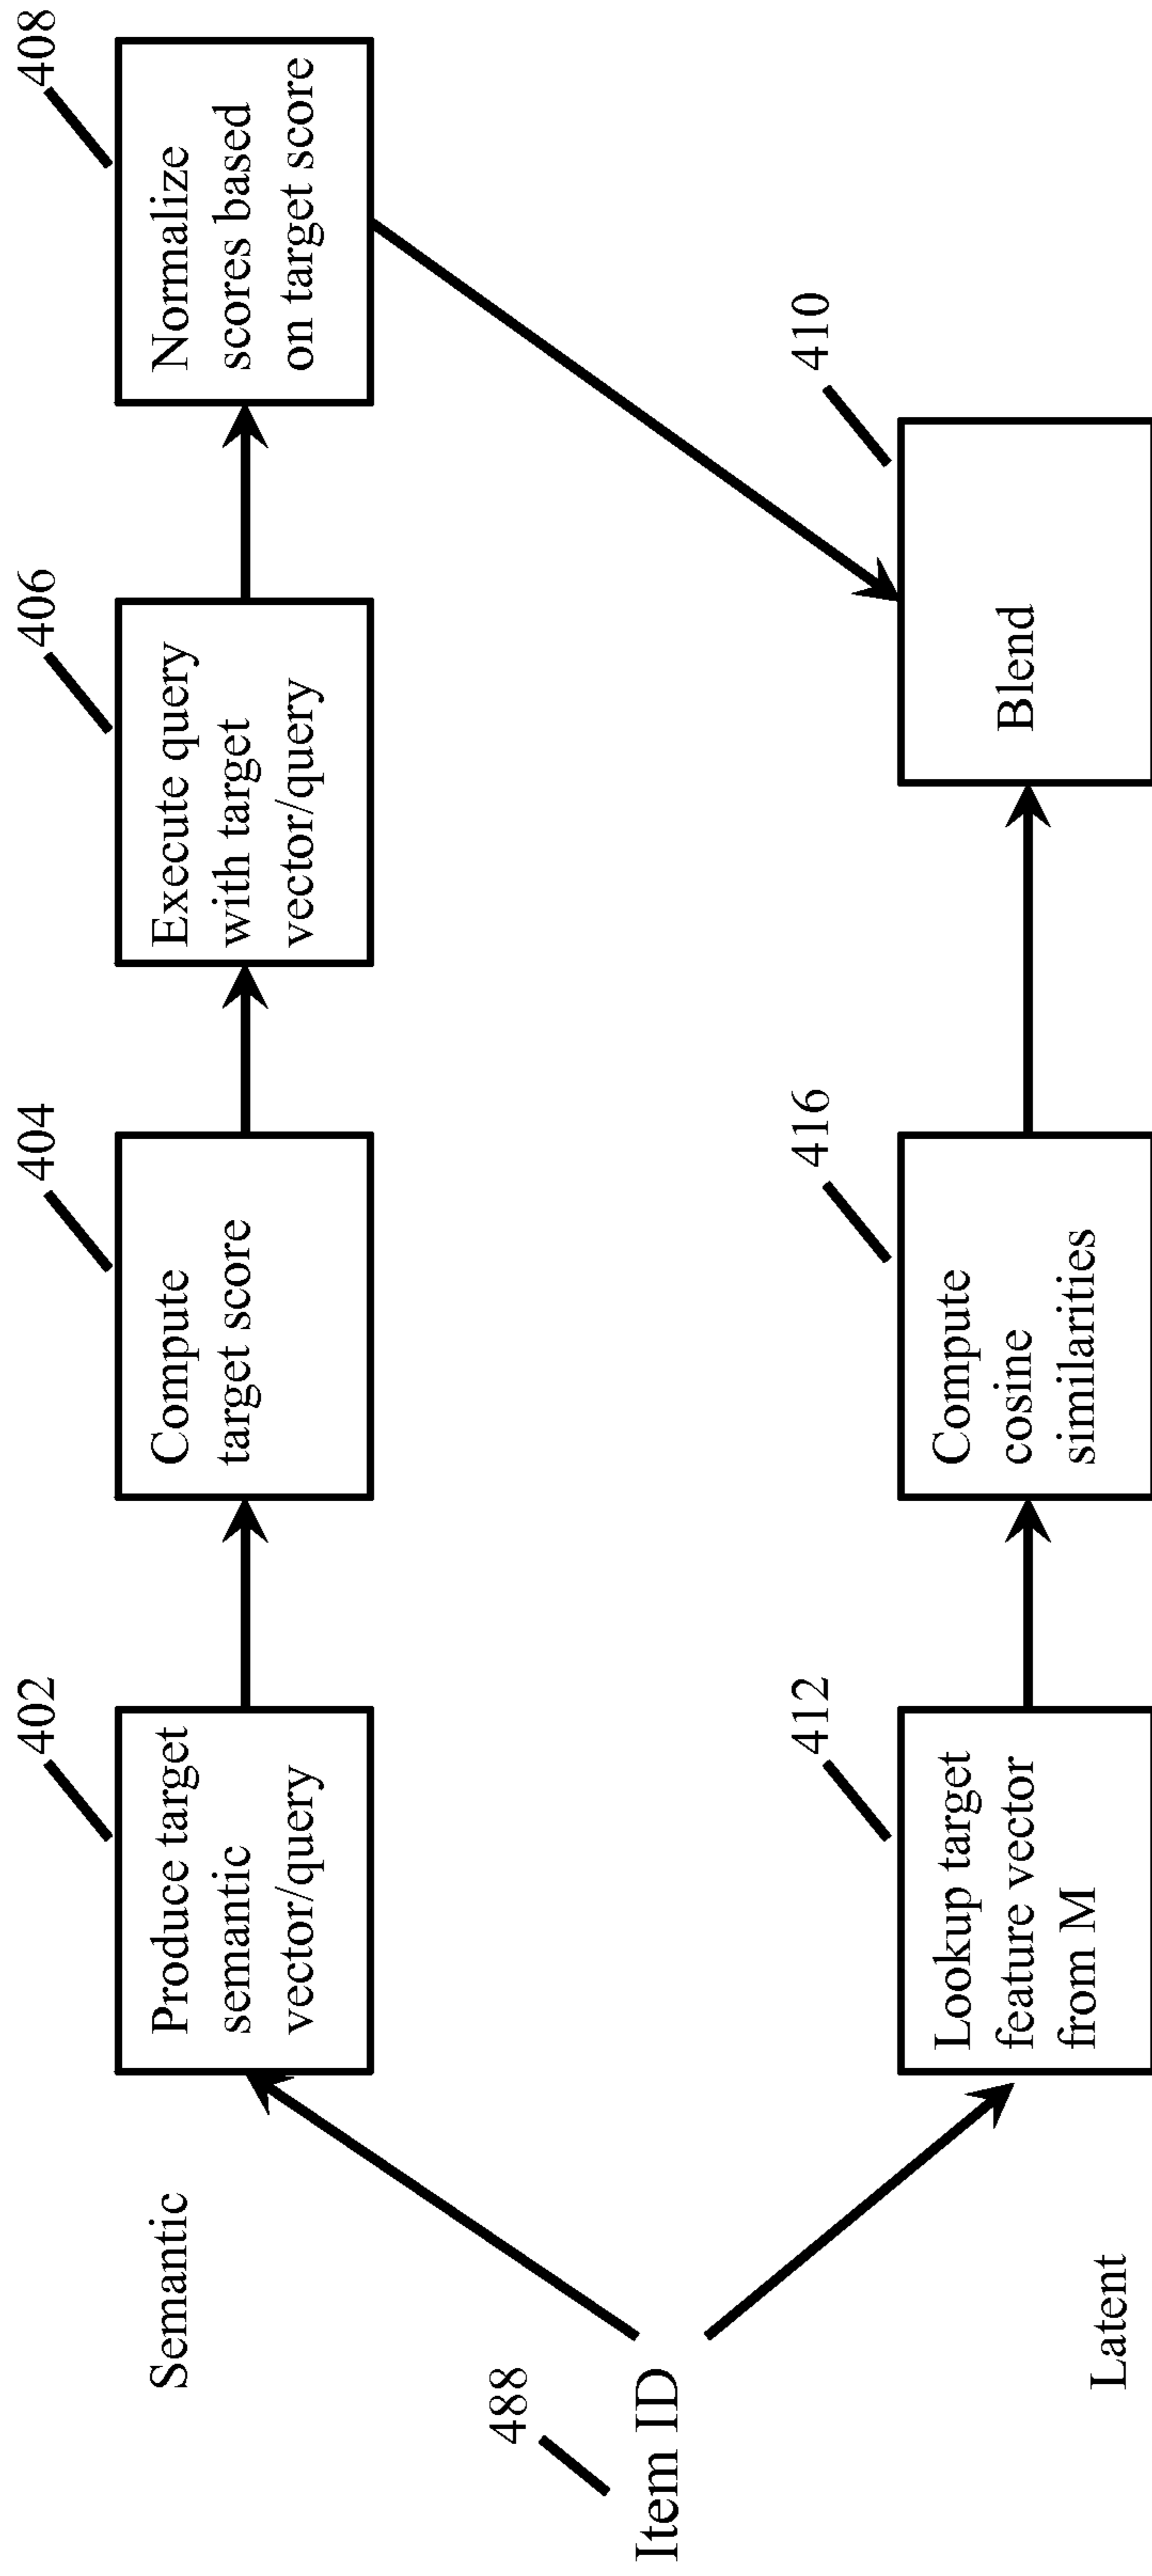 Semantic
402
Produce target
semantic
vector/query
404
Compute
target score
406
Execute query
with target
vector/query
408
Normalize
scores based
on target score
488
Item ID
Latent
412
Lookup target
feature vector
from M
416
Compute
cosine
similarities
410
Blend